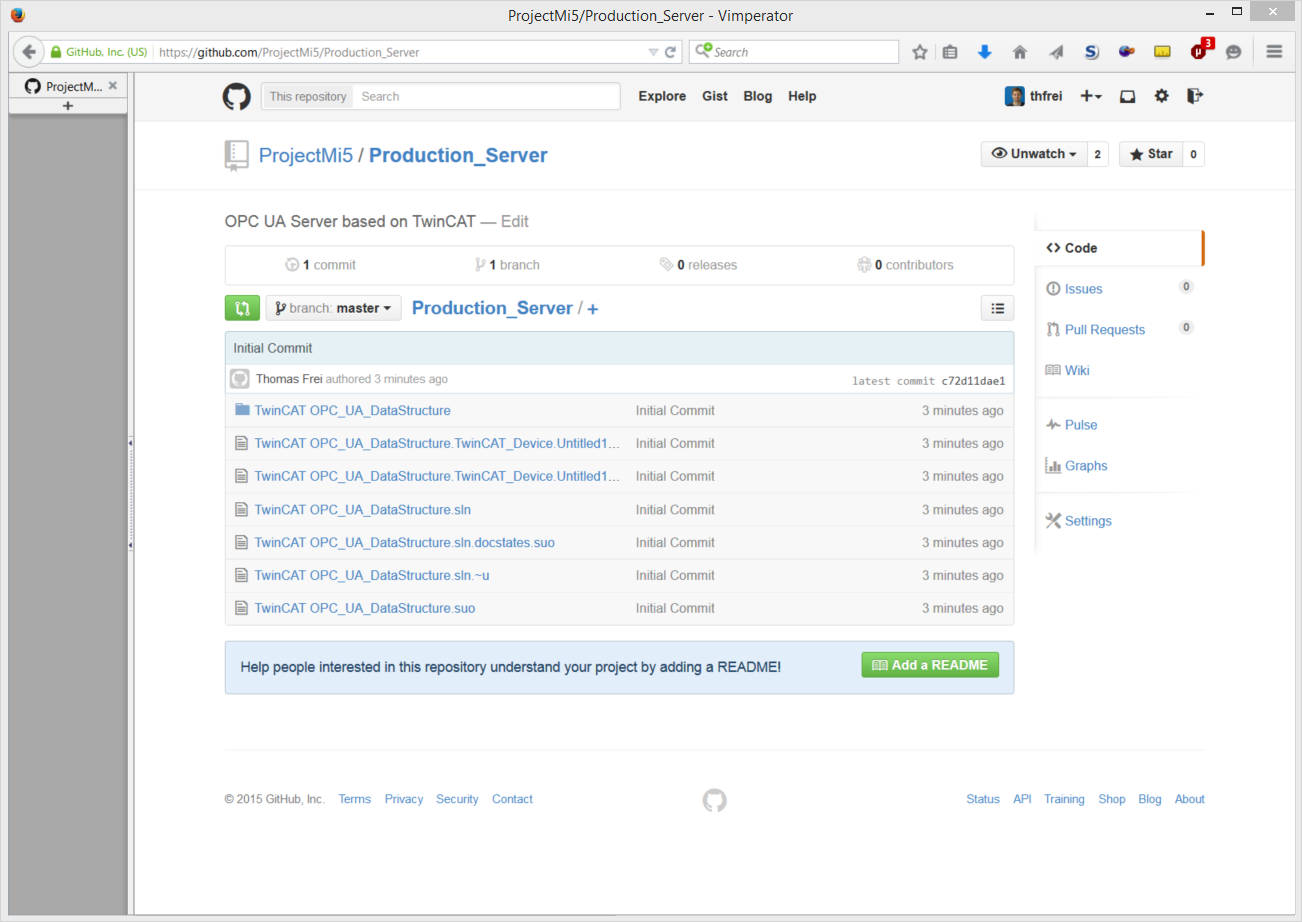 ProjectMi5/Production_Server - Vimperator
GitHub, Inc. (US) https://github.com/ProjectMi5/Production_Server Search 3
ProjectM...
This repository Search Explore Gist Blog Help thfrei
ProjectMi5 / Production_Server Unwatch 2 Star 0
OPC UA Server based on TwinCAT — Edit
1 commit 1 branch 0 releases 0 contributors
branch: master Production_Server / +
Initial Commit
Thomas Frei authored 3 minutes ago latest commit c72d11dae1
TwinCAT OPC_UA_DataStructure Initial Commit 3 minutes ago
TwinCAT OPC_UA_DataStructure.TwinCAT_Device.Untitled1... Initial Commit 3 minutes ago
TwinCAT OPC_UA_DataStructure.TwinCAT_Device.Untitled1... Initial Commit 3 minutes ago
TwinCAT OPC_UA_DataStructure.sln Initial Commit 3 minutes ago
TwinCAT OPC_UA_DataStructure.sln.docstates.suo Initial Commit 3 minutes ago
TwinCAT OPC_UA_DataStructure.sln.~u Initial Commit 3 minutes ago
TwinCAT OPC_UA_DataStructure.suo Initial Commit 3 minutes ago
Help people interested in this repository understand your project by adding a README! Add a README
Code
Issues 0
Pull Requests 0
Wiki
Pulse
Graphs
Settings
© 2015 GitHub, Inc. Terms Privacy Security Contact Status API Training Shop Blog About